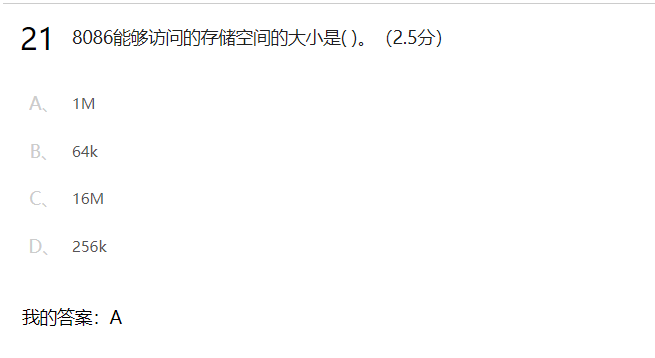 21 8086能够访问的存储空间的大小是( )。（2.5分）
A、 1M
B、 64k
C、 16M
D、 256k
我的答案：A